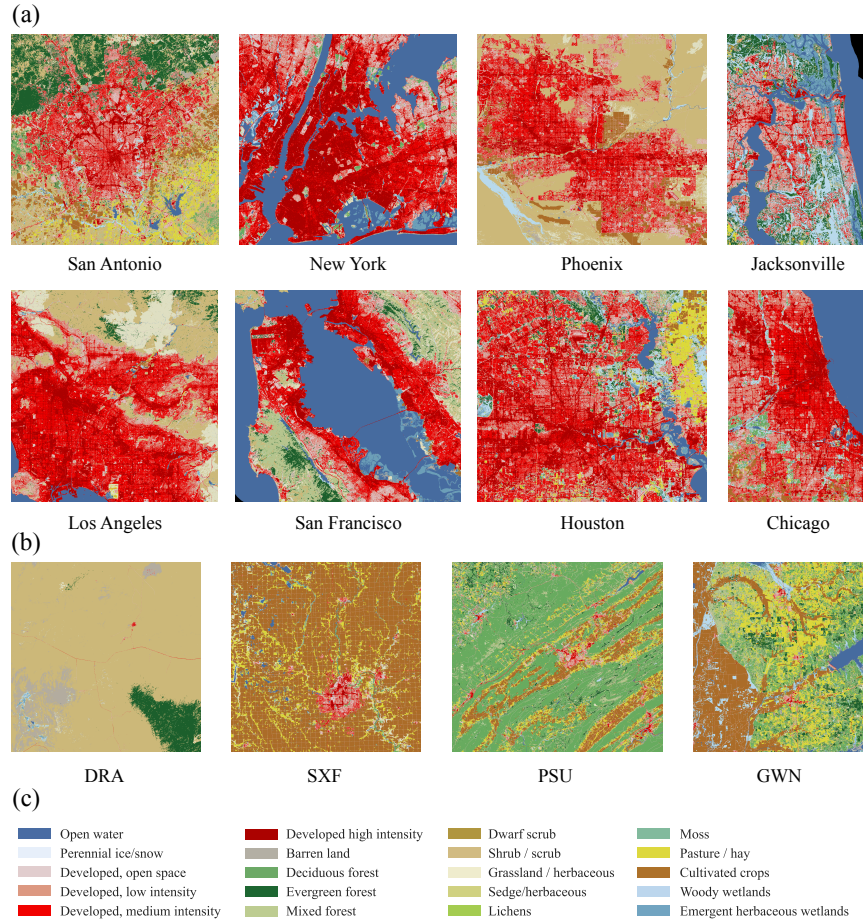 (a)
San Antonio
New York
Phoenix
Jacksonville
Los Angeles
San Francisco
Houston
Chicago
(b)
DRA
SXF
PSU
GWN
(c)
Open water
Perennial ice/snow
Developed, open space
Developed, low intensity
Developed, medium intensity
Developed high intensity
Barren land
Deciduous forest
Evergreen forest
Mixed forest
Dwarf scrub
Shrub / scrub
Grassland / herbaceous
Sedge/herbaceous
Lichens
Moss
Pasture / hay
Cultivated crops
Woody wetlands
Emergent herbaceous wetlands